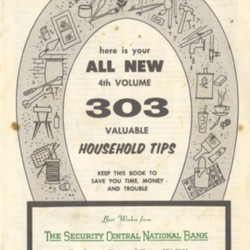 here is your
ALL NEW
4th VOLUME
303
VALUABLE
HOUSEHOLD TIPS
KEEP THIS BOOK TO
SAVE YOU TIME, MONEY
AND TROUBLE
Best Wishes from
THE SECURITY CENTRAL NATIONAL BANK